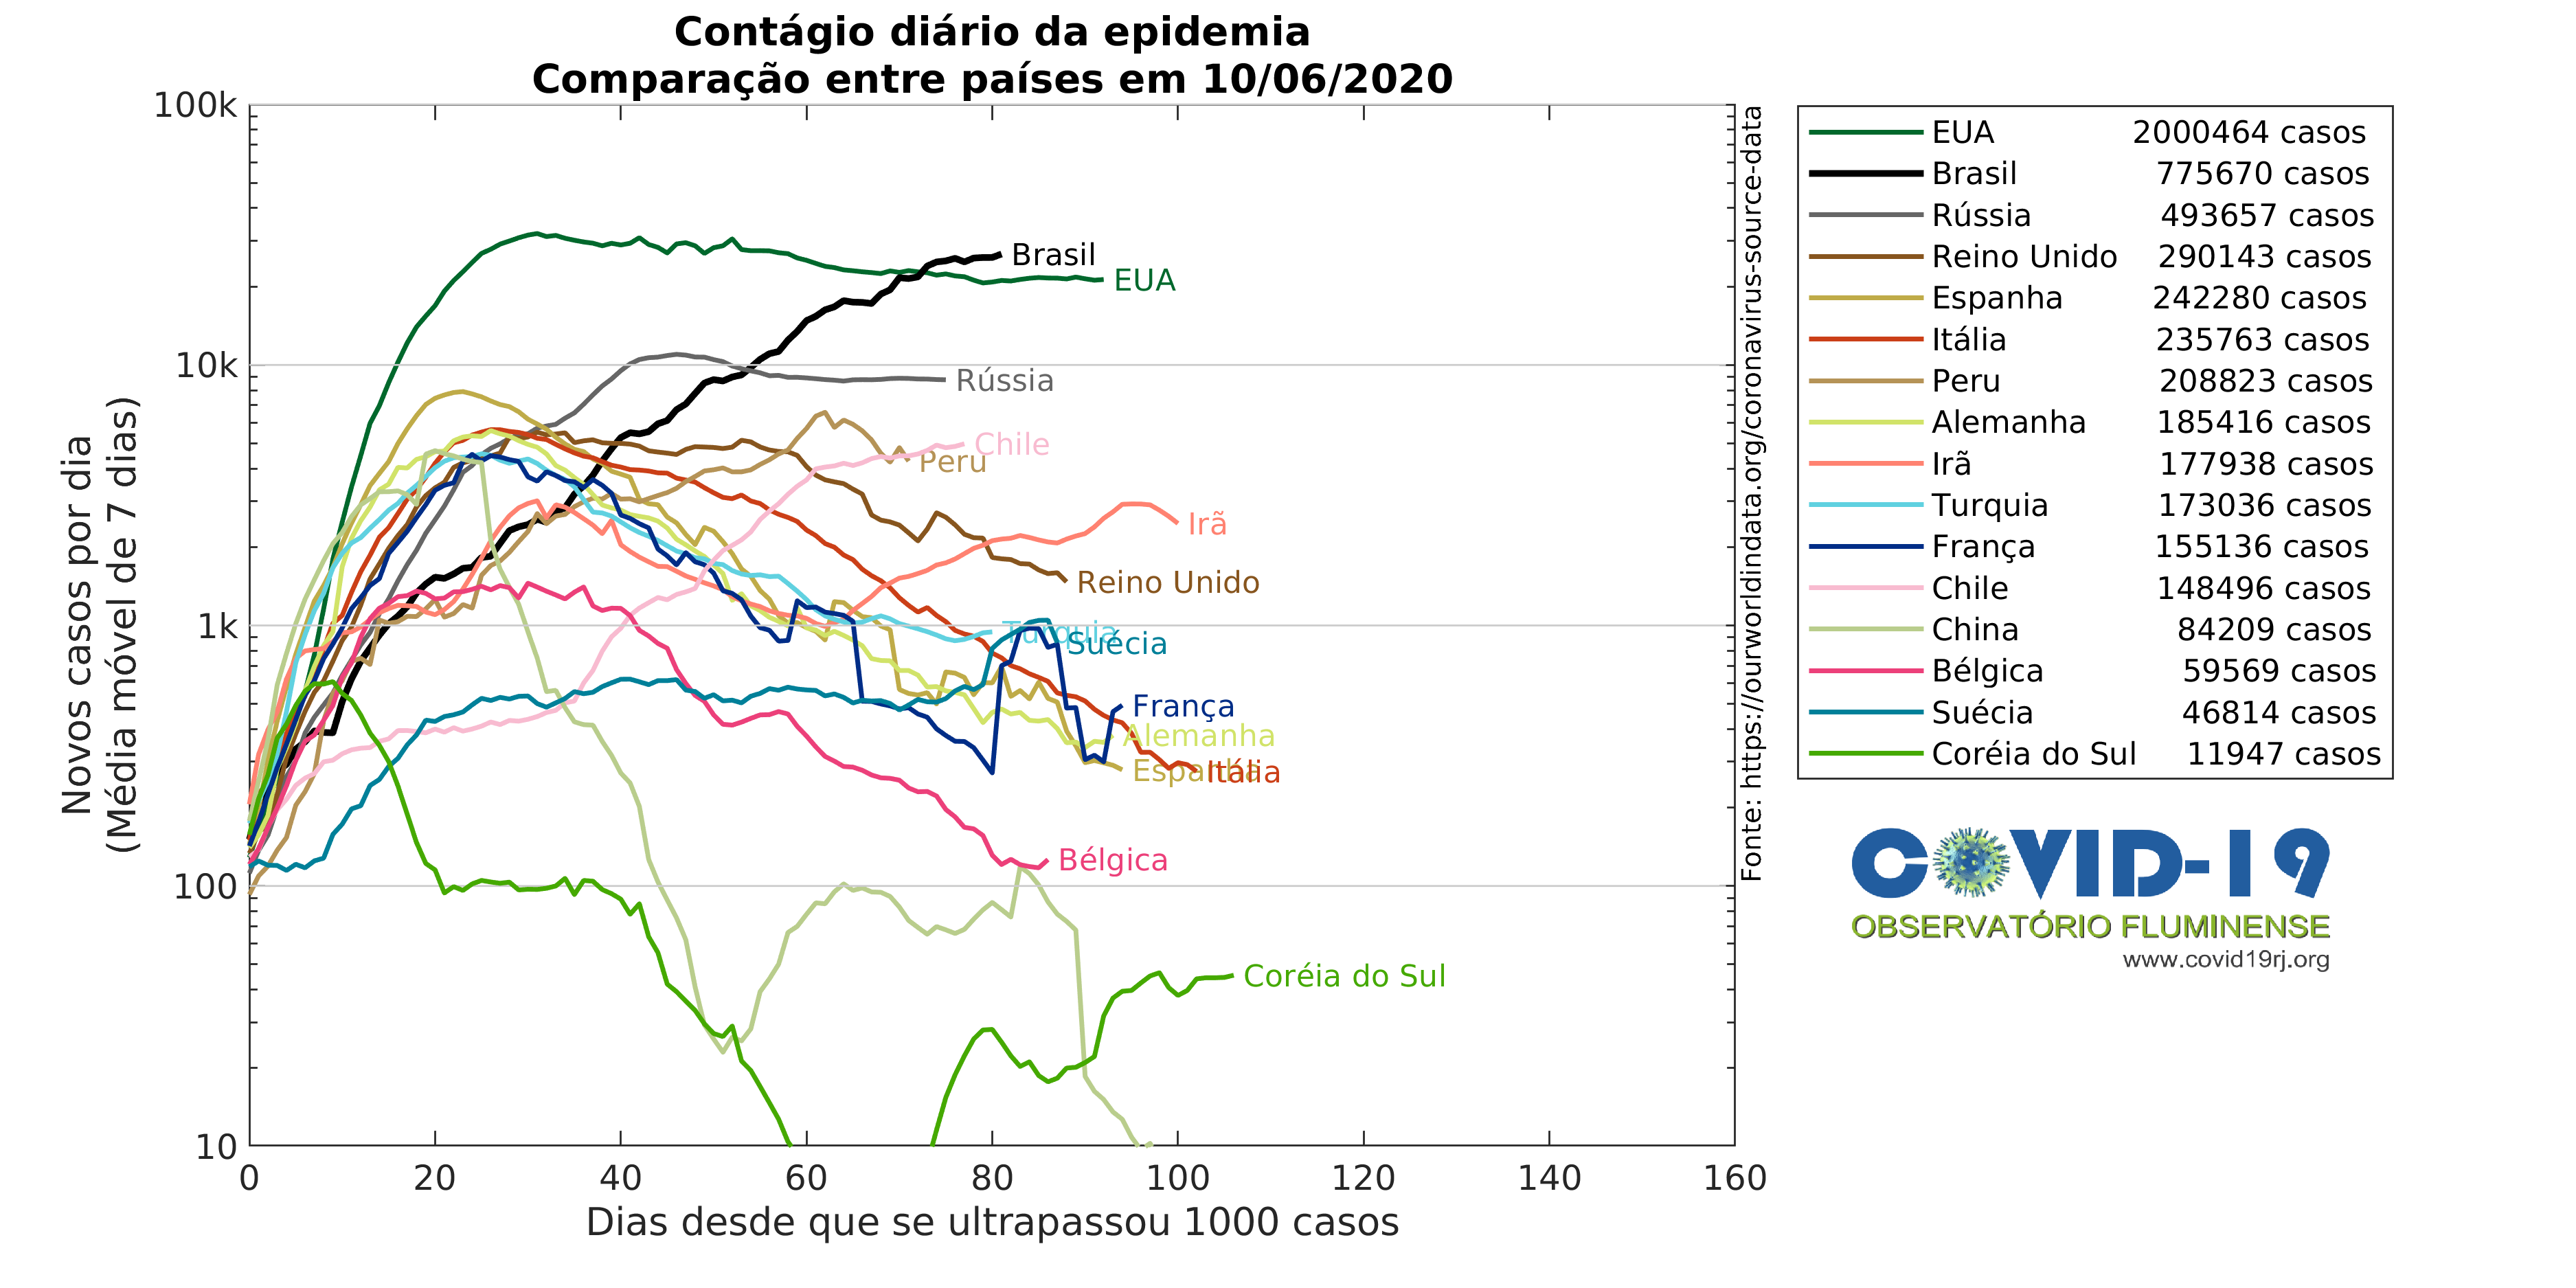 Contágio diário da epidemia
Comparação entre países em 10/06/2020
Novos casos por dia
(Média móvel de 7 dias)
100k
10k
1k
100
10
0 20 40 60 80 100 120 140 160
Dias desde que se ultrapassou 1000 casos
Brasil
EUA
Rússia
Chile
Peru
Irã
Reino Unido
Turquia
Suécia
França
Alemanha
Espanha
Itália
Bélgica
Coréia do Sul
Fonte: https://ourworldindata.org/coronavirus-source-data
EUA 2000464 casos
Brasil 775670 casos
Rússia 493657 casos
Reino Unido 290143 casos
Espanha 242280 casos
Itália 235763 casos
Peru 208823 casos
Alemanha 185416 casos
Irã 177938 casos
Turquia 173036 casos
França 155136 casos
Chile 148496 casos
China 84209 casos
Bélgica 59569 casos
Suécia 46814 casos
Coréia do Sul 11947 casos
COVID-19
OBSERVATÓRIO FLUMINENSE
www.covid19rj.org